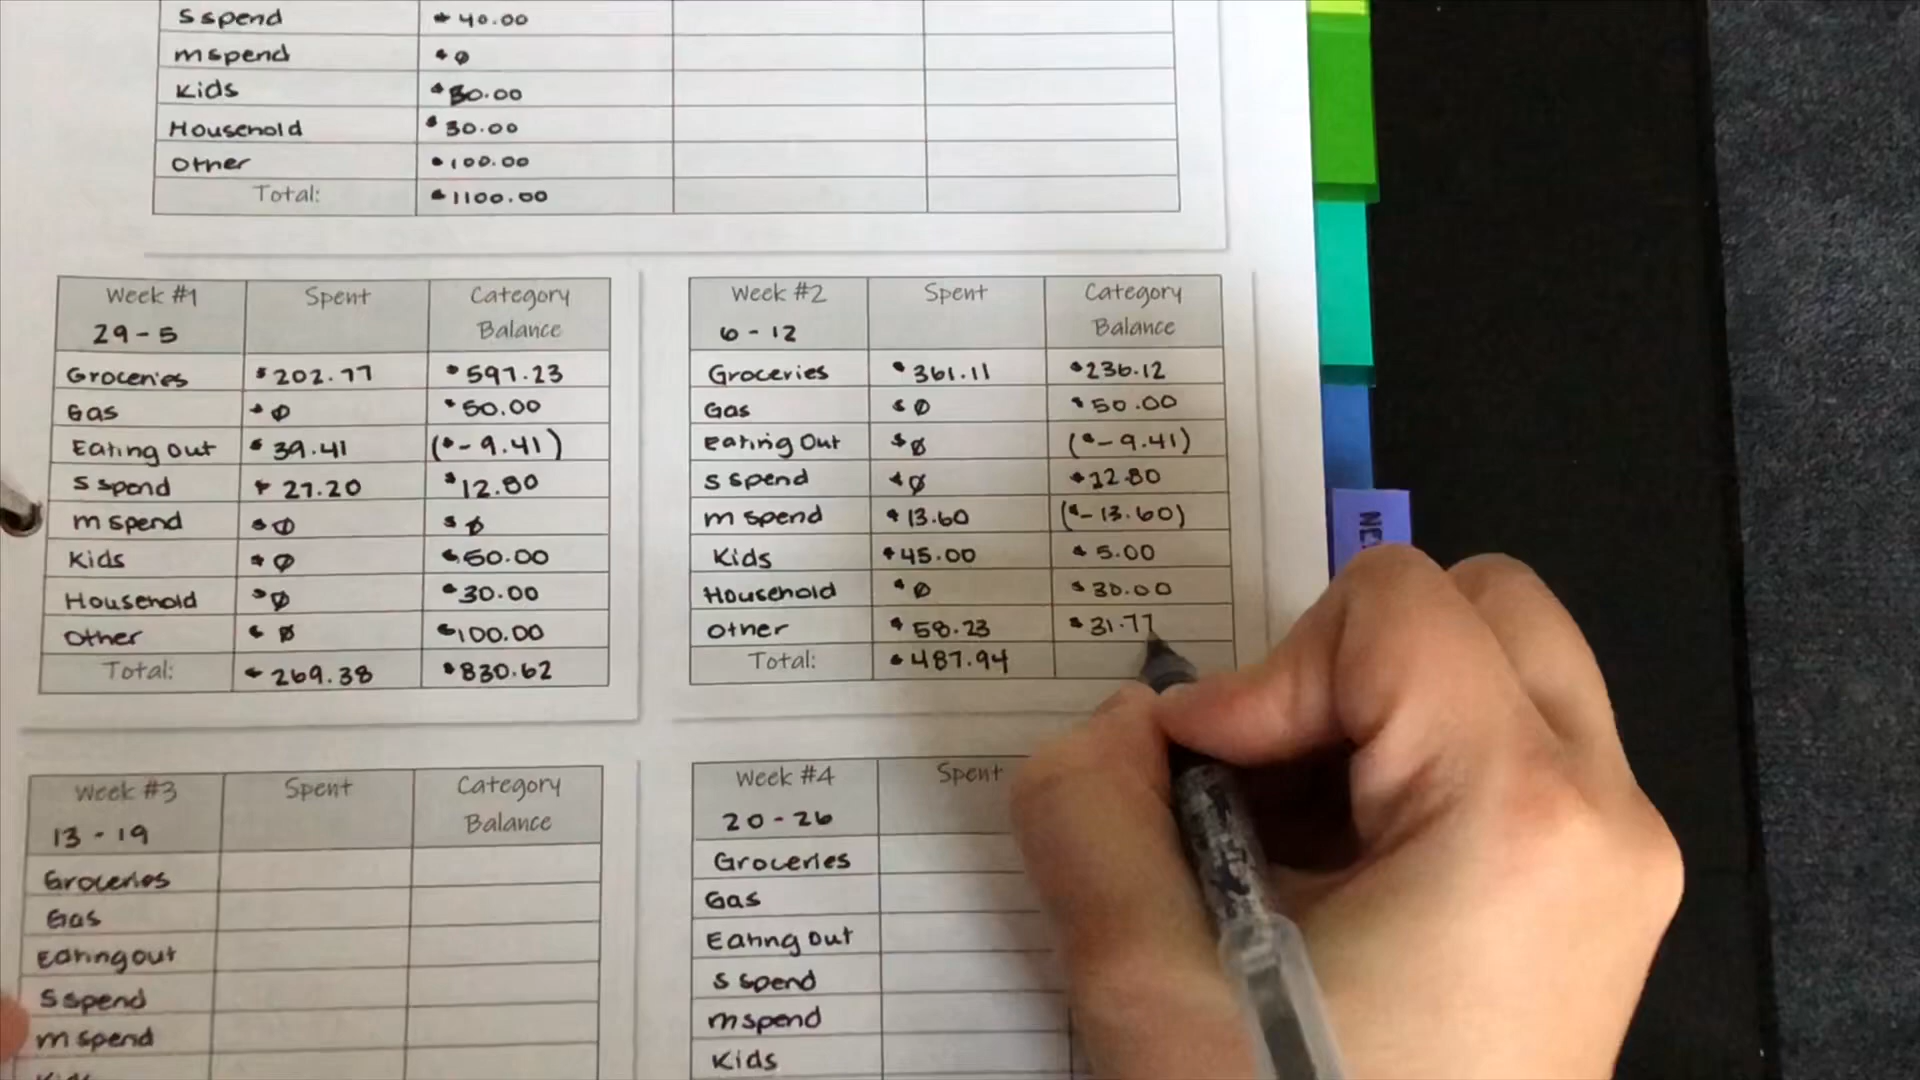 S spend $40.00
m spend $0
Kids $50.00
Household $30.00
Other $100.00
Total: $1100.00
Week #1 Spent Category Balance
29-5
Groceries $202.77 $597.23
Gas $0 $50.00
Eating Out $39.41 ($-9.41)
S spend $27.20 $12.80
m spend $0 $0
Kids $0 $50.00
Household $0 $30.00
Other $0 $100.00
Total: $269.38 $830.62
Week #2 Spent Category Balance
6-12
Groceries $361.11 $236.12
Gas $0 $50.00
Eating Out $0 ($-9.41)
S spend $0 $12.80
m spend $13.60 ($-13.60)
Kids $45.00 $5.00
Household $0 $30.00
Other $58.23 $31.77
Total: $487.94
Week #3 Spent Category Balance
13-19
Groceries
Gas
Eating out
S spend
m spend
Week #4 Spent
20-26
Groceries
Gas
Eating Out
S spend
m spend
Kids